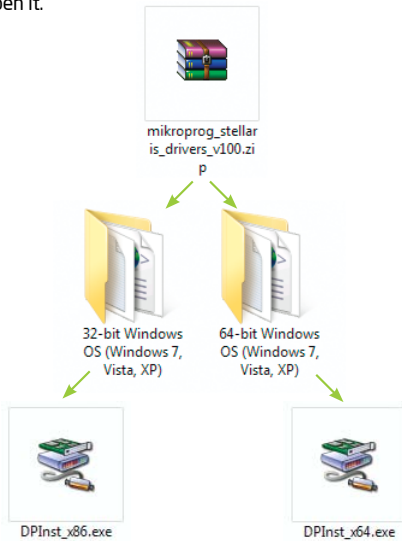 pen it.
mikroprog_stellar
is_drivers_v100.zi
p
32-bit Windows
OS (Windows 7,
Vista, XP)
64-bit Windows
OS (Windows 7,
Vista, XP)
DPInst_x86.exe
DPInst_x64.exe